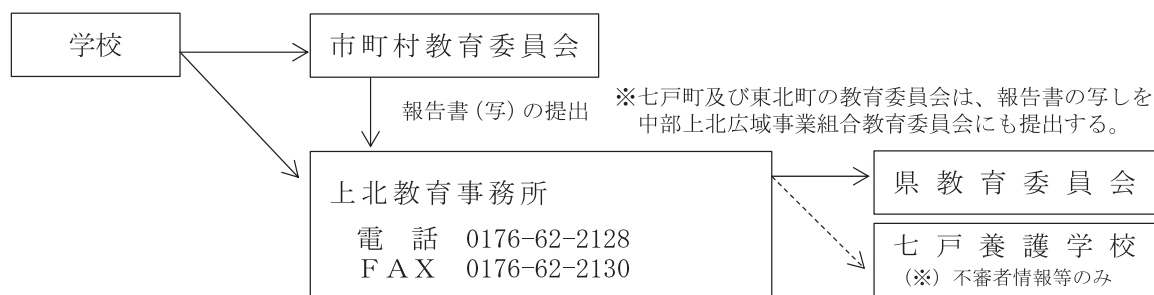 学校
市町村教育委員会
報告書(写)の提出
※七戸町及び東北町の教育委員会は、報告書の写しを
中部上北広域事業組合教育委員会にも提出する。
上北教育事務所
電話 0176-62-2128
ＦＡＸ 0176-62-2130
県教育委員会
七戸養護学校
(※) 不審者情報等のみ